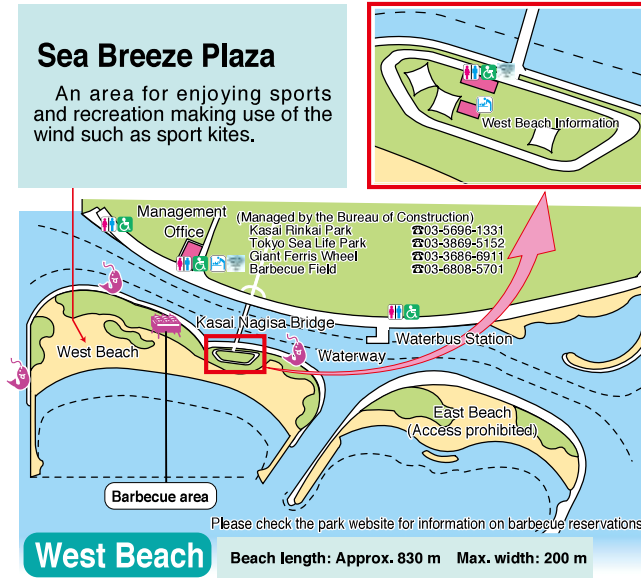 Sea Breeze Plaza
An area for enjoying sports
and recreation making use of the
wind such as sport kites.
West Beach Information
Management
Office
(Managed by the Bureau of Construction)
Kasai Rinkai Park ☎03-5696-1331
Tokyo Sea Life Park ☎03-3869-5152
Giant Ferris Wheel ☎03-3686-6911
Barbecue Field ☎03-6808-5701
Kasai Nagisa Bridge
Waterbus Station
West Beach
Waterway
East Beach
(Access prohibited)
Barbecue area
Please check the park website for information on barbecue reservations
West Beach
Beach length: Approx. 830 m Max. width: 200 m